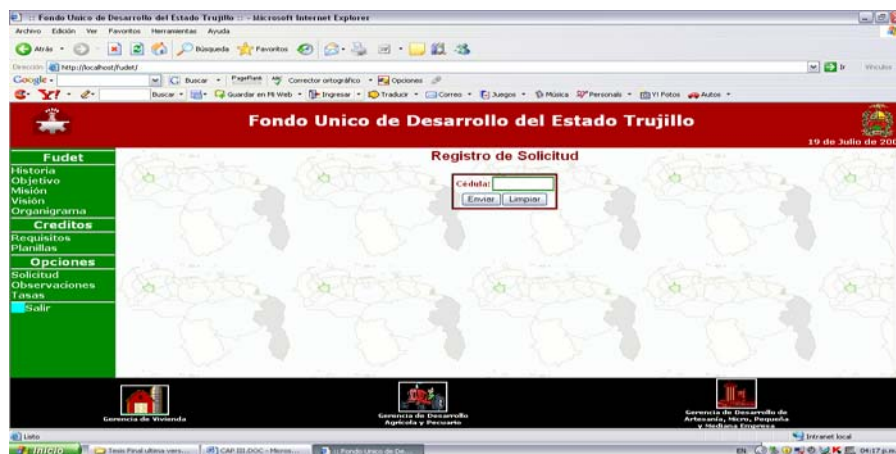 :: Fondo Unico de Desarrollo del Estado Trujillo :: - Microsoft Internet Explorer
Archivo Edición Ver Favoritos Herramientas Ayuda
Atrás Búsqueda Favoritos
Dirección http://localhost/fudet/ Ir Vínculos
Google Buscar PageRank Corrector ortográfico Opciones
Y! Buscar Guardar en Mi Web Ingresar Traducir Correo Juegos Música Personals Y! Fotos Autos
Fondo Unico de Desarrollo del Estado Trujillo
19 de Julio de 200
Fudet
Historia
Objetivo
Misión
Visión
Organigrama
Creditos
Requisitos
Planillas
Opciones
Solicitud
Observaciones
Tasas
Salir
Registro de Solicitud
Cédula:
Enviar Limpiar
Gerencia de Vivienda
Gerencia de Desarrollo
Agrícola y Pecuario
Gerencia de Desarrollo de
Artesanía, Micro, Pequeña
y Mediana Empresa
Listo Intranet local
Inicio Tesis Final ultima vers... CAP III.DOC - Micros... :: Fondo Unico de De... EN 04:17 p.m.